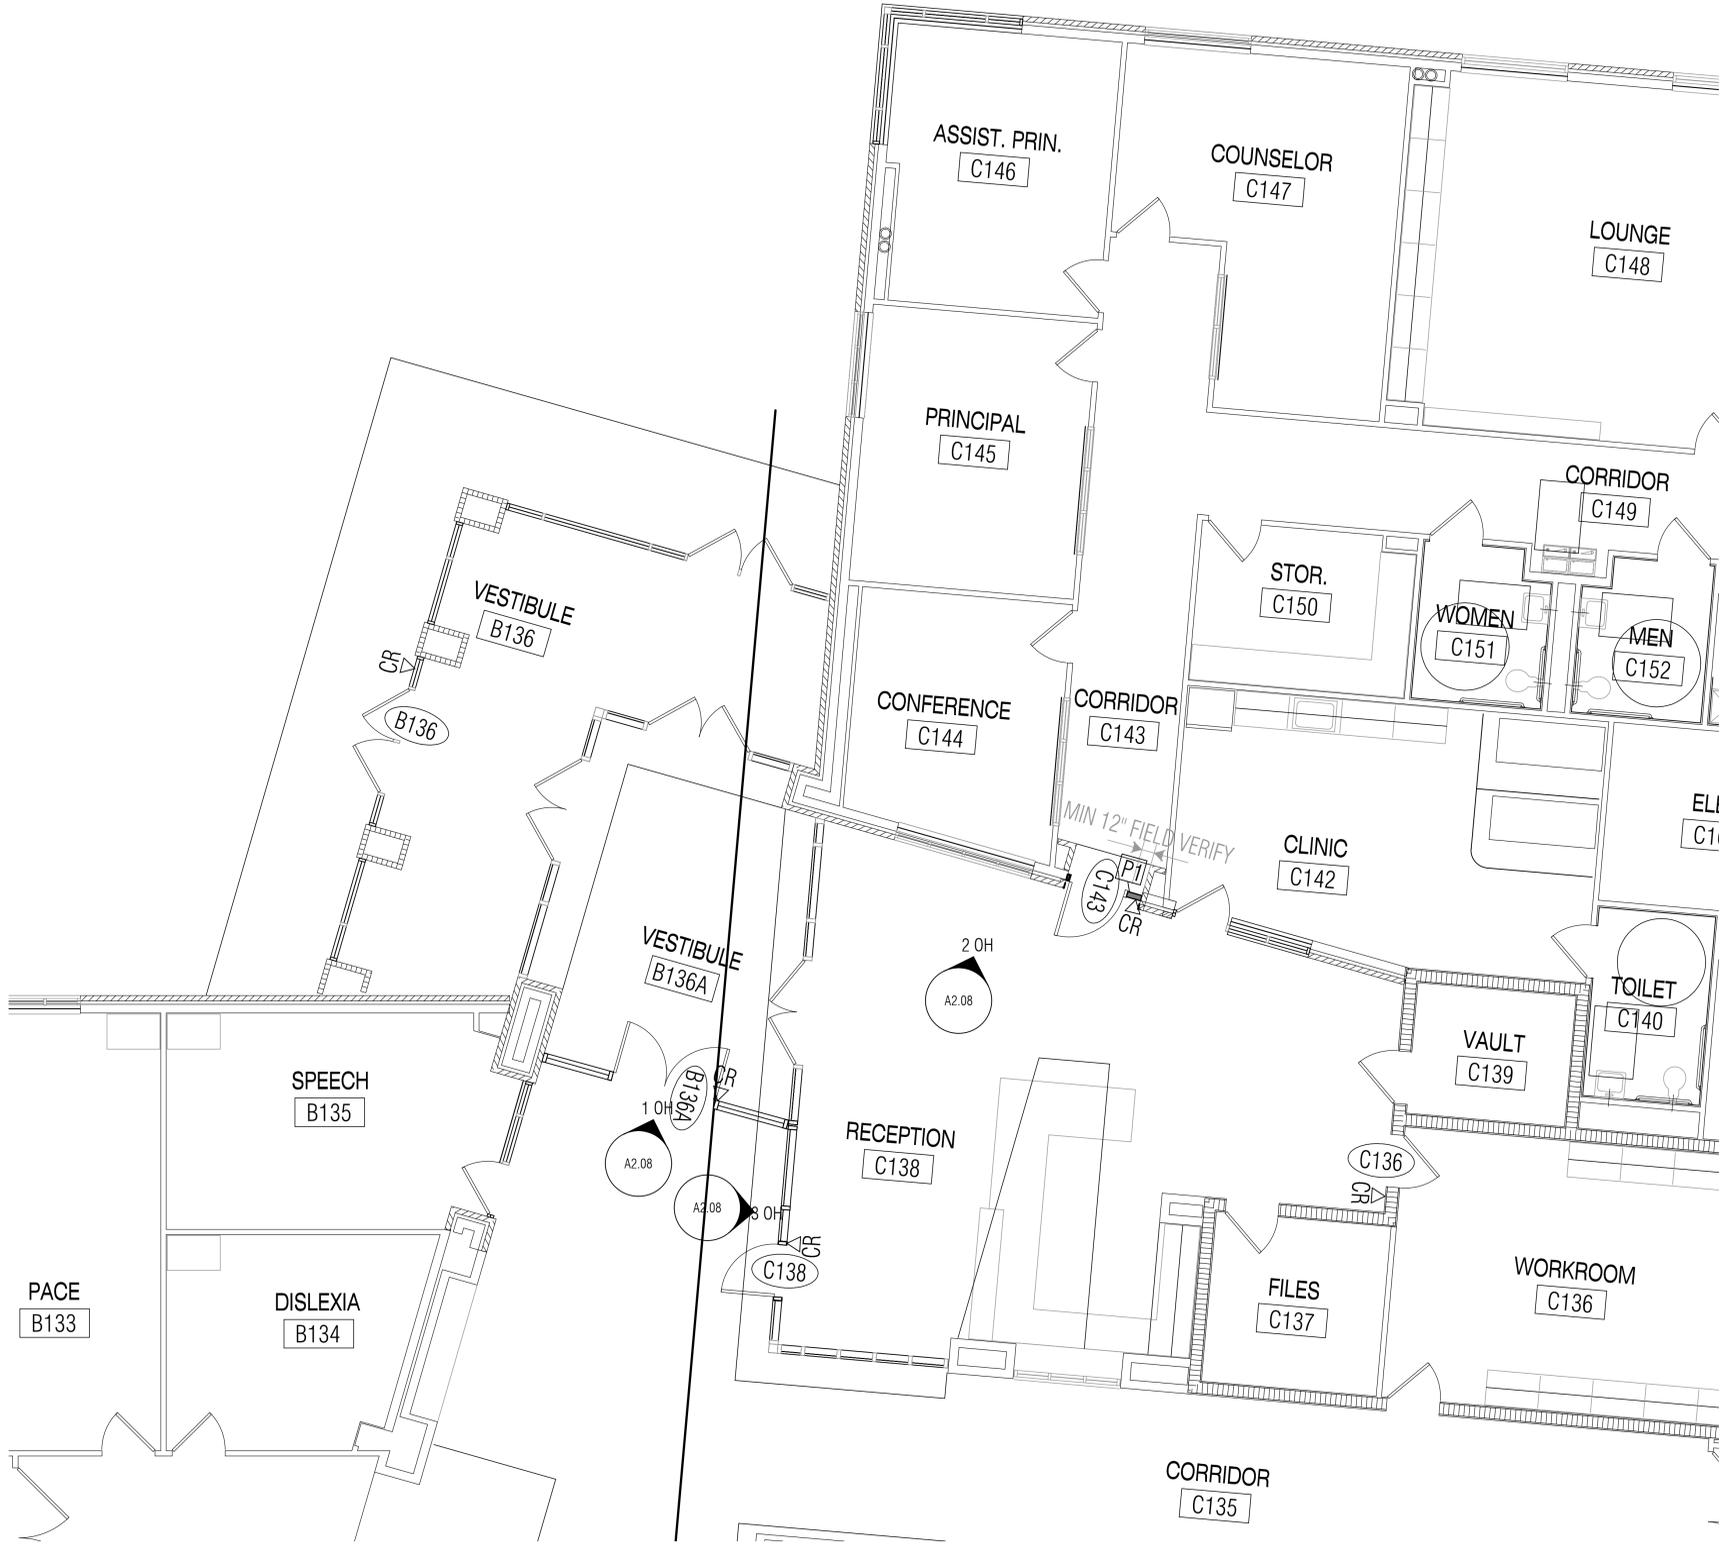 ASSIST. PRIN.
C146
COUNSELOR
C147
LOUNGE
C148
PRINCIPAL
C145
CORRIDOR
C149
STOR.
C150
WOMEN
C151
MEN
C152
VESTIBULE
B136
CR
B136
CONFERENCE
C144
CORRIDOR
C143
MIN 12" FIELD VERIFY
P1
C143
CR
CLINIC
C142
VESTIBULE
B136A
2 OH
A2.08
TOILET
C140
VAULT
C139
SPEECH
B135
CR
B136A
1 OH
A2.08
A2.08
3 OH
RECEPTION
C138
C136
CR
CR
C138
PACE
B133
DISLEXIA
B134
FILES
C137
WORKROOM
C136
CORRIDOR
C135